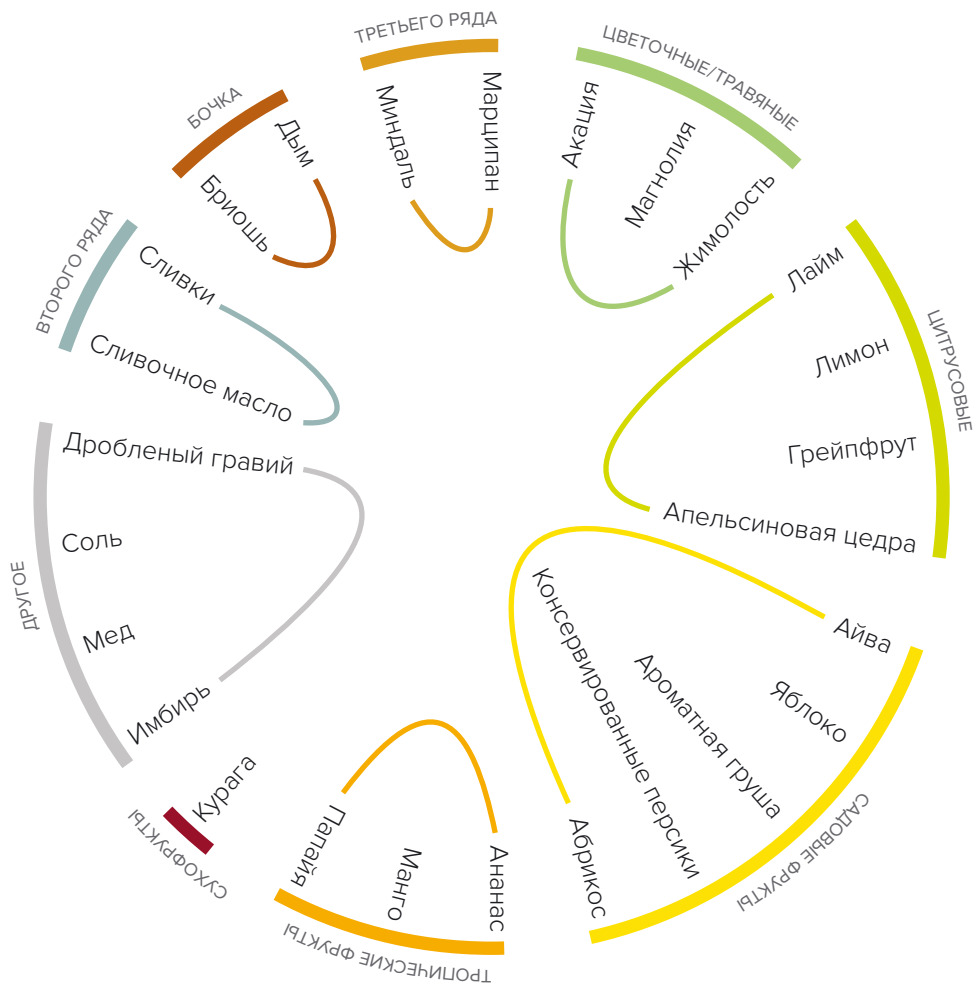 ТРЕТЬЕГО РЯДА
Миндаль
Марципан
ЦВЕТОЧНЫЕ/ТРАВЯНЫЕ
Акация
Магнолия
Жимолость
ЦИТРУСОВЫЕ
Лайм
Лимон
Грейпфрут
Апельсиновая цедра
САДОВЫЕ ФРУКТЫ
Айва
Яблоко
Ароматная груша
Консервированные персики
Абрикос
ТРОПИЧЕСКИЕ ФРУКТЫ
Ананас
Манго
Папайя
СУХОФРУКТЫ
Курага
ДРУГОЕ
Имбирь
Мед
Соль
Дробленый гравий
ВТОРОГО РЯДА
Сливочное масло
Сливки
БОЧКА
Бриошь
Дым